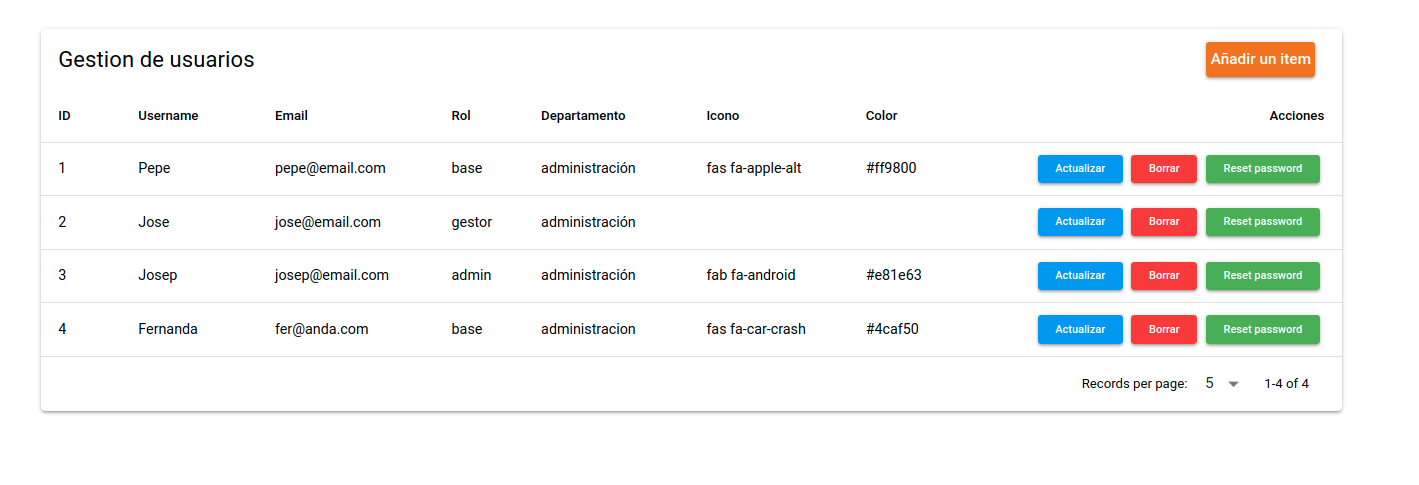 Gestion de usuarios Añadir un item
ID Username Email Rol Departamento Icono Color Acciones
1 Pepe pepe@email.com base administración fas fa-apple-alt #ff9800 Actualizar Borrar Reset password
2 Jose jose@email.com gestor administración Actualizar Borrar Reset password
3 Josep josep@email.com admin administración fab fa-android #e81e63 Actualizar Borrar Reset password
4 Fernanda fer@anda.com base administracion fas fa-car-crash #4caf50 Actualizar Borrar Reset password
Records per page: 5 1-4 of 4